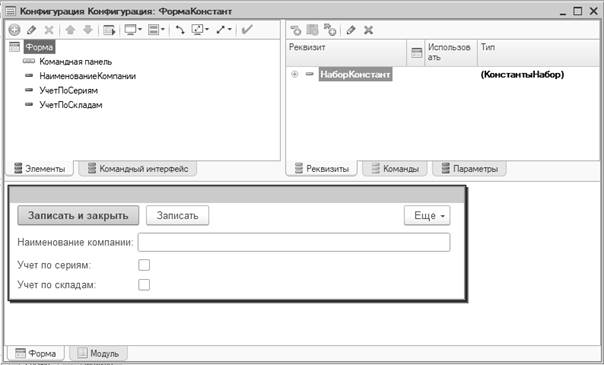 Конфигурация Конфигурация: ФормаКонстант
Форма
Командная панель
НаименованиеКомпании
УчетПоСериям
УчетПоСкладам
Элементы Командный интерфейс
Реквизит Использовать Тип
НаборКонстант (КонстантыНабор)
Реквизиты Команды Параметры
Записать и закрыть Записать Еще
Наименование компании:
Учет по сериям:
Учет по складам:
Форма Модуль